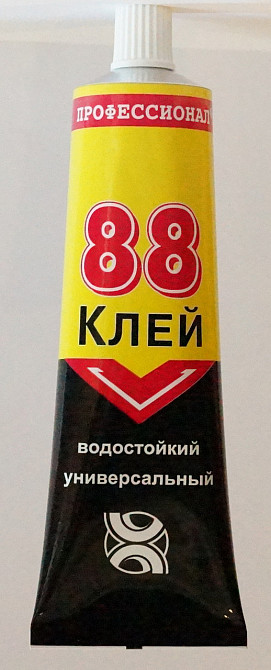 ПРОФЕССИОНАЛ
88
КЛЕЙ
водостойкий
универсальный